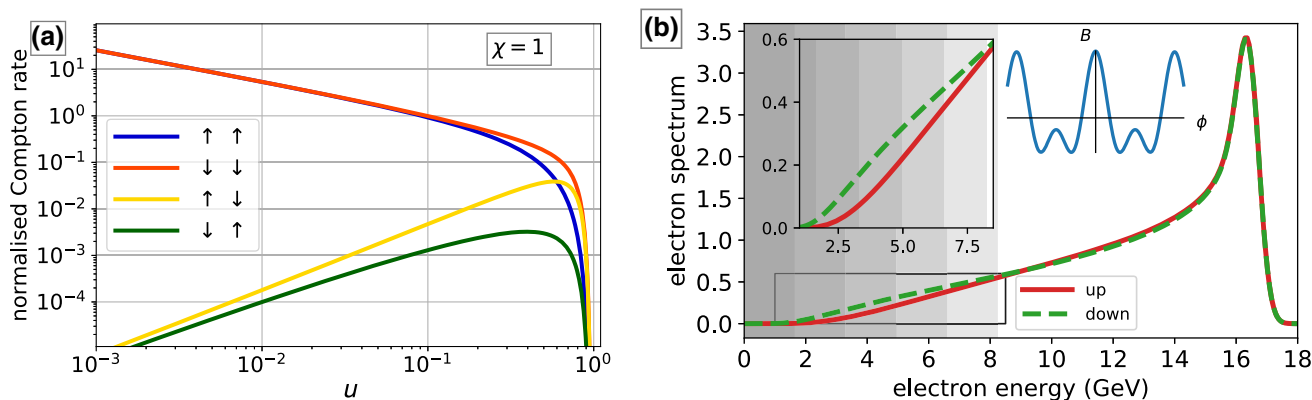 (a)
χ = 1
normalised Compton rate
10¹
10⁰
10⁻¹
10⁻²
10⁻³
10⁻⁴
↑ ↑
↓ ↓
↑ ↓
↓ ↑
10⁻³
10⁻²
10⁻¹
10⁰
u
(b)
electron spectrum
3.5
3.0
2.5
2.0
1.5
1.0
0.5
0.0
0.6
0.4
0.2
0.0
2.5 5.0 7.5
B
ϕ
up
down
0 2 4 6 8 10 12 14 16 18
electron energy (GeV)